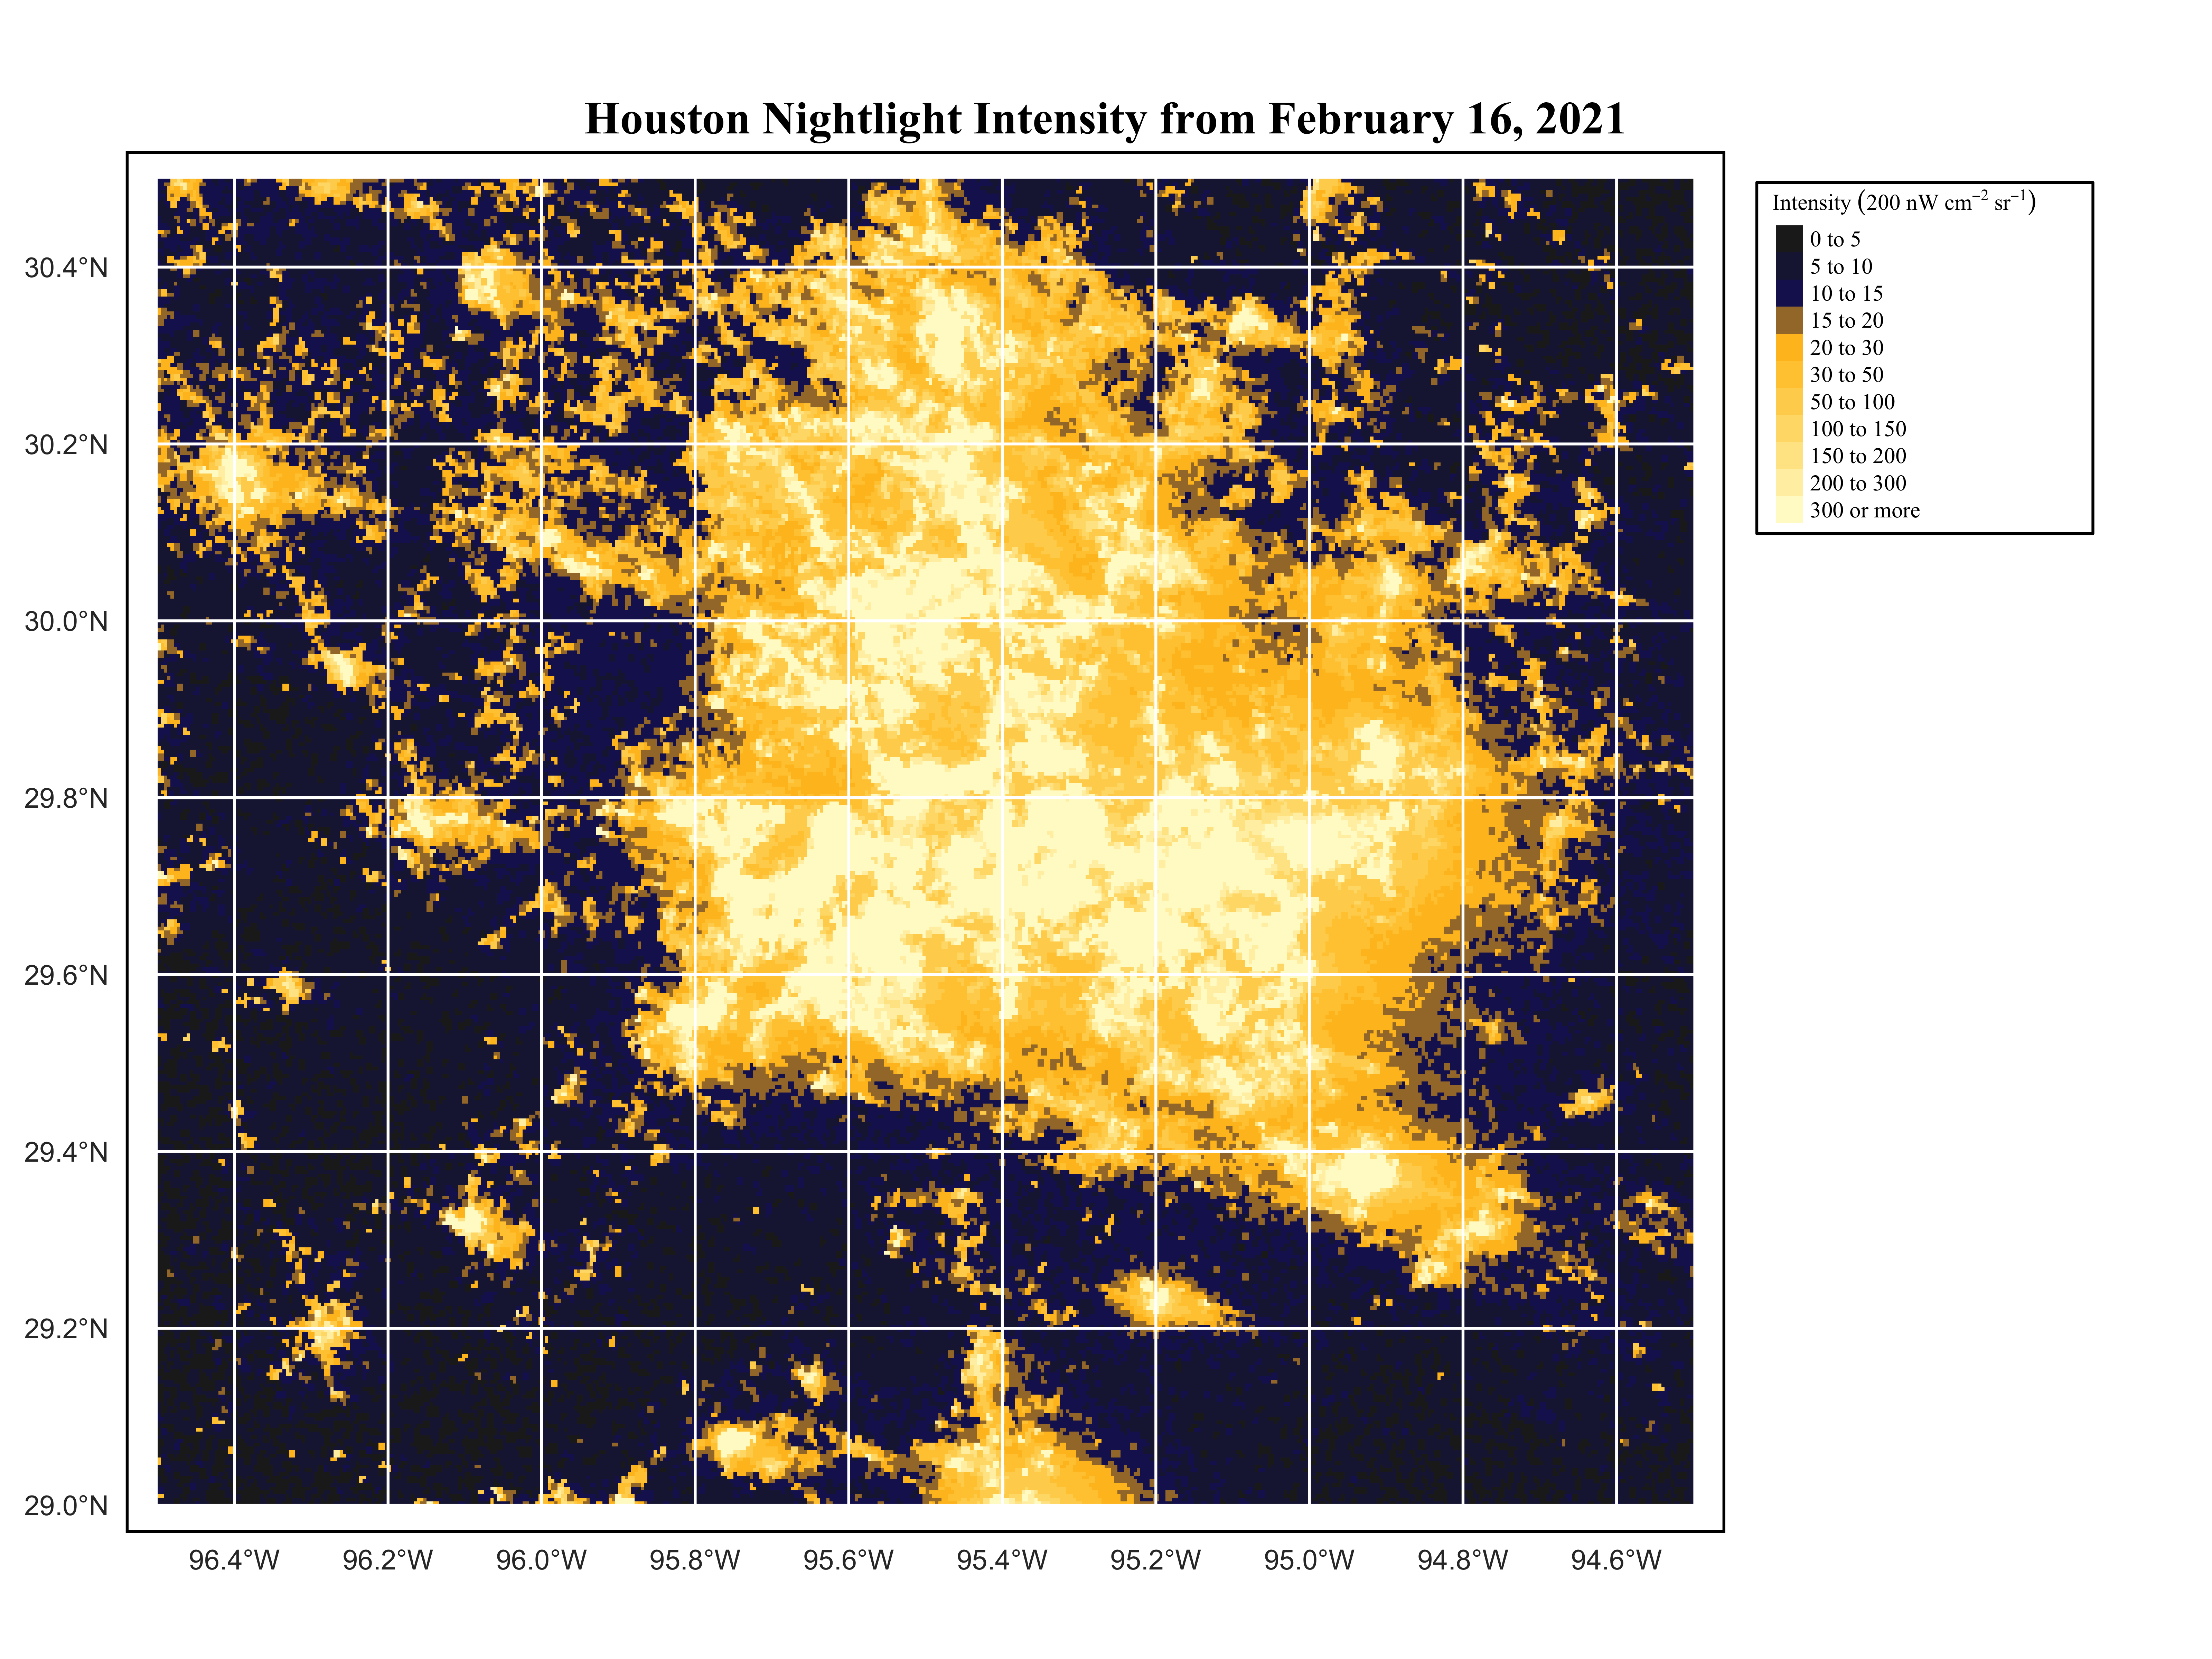 Houston Nightlight Intensity from February 16, 2021
Intensity (200 nW cm⁻² sr⁻¹)
0 to 5
5 to 10
10 to 15
15 to 20
20 to 30
30 to 50
50 to 100
100 to 150
150 to 200
200 to 300
300 or more
30.4°N
30.2°N
30.0°N
29.8°N
29.6°N
29.4°N
29.2°N
29.0°N
96.4°W 96.2°W 96.0°W 95.8°W 95.6°W 95.4°W 95.2°W 95.0°W 94.8°W 94.6°W